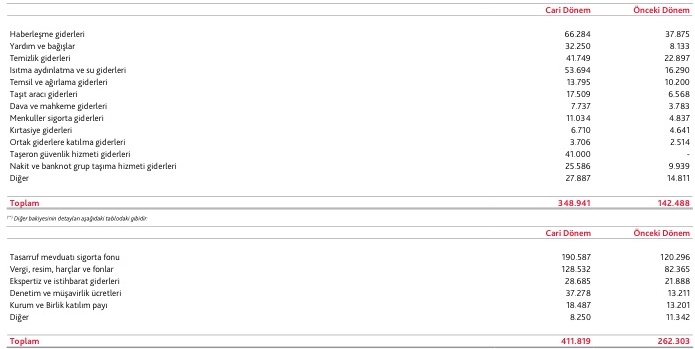 Cari Dönem Önceki Dönem
Haberleşme giderleri 66.284 37.875
Yardım ve bağışlar 32.250 8.133
Temizlik giderleri 41.749 22.897
Isıtma aydınlatma ve su giderleri 53.694 16.290
Temsil ve ağırlama giderleri 13.795 10.200
Taşıt aracı giderleri 17.509 6.568
Dava ve mahkeme giderleri 7.737 3.783
Menkuller sigorta giderleri 11.034 4.837
Kırtasiye giderleri 6.710 4.641
Ortak giderlere katılma giderleri 3.706 2.514
Taşeron güvenlik hizmeti giderleri 41.000 -
Nakit ve banknot grup taşıma hizmeti giderleri 25.586 9.939
Diğer 27.887 14.811
Toplam 348.941 142.488
(**) Diğer bakiyesinin detayları aşağıdaki tablodaki gibidir.
Cari Dönem Önceki Dönem
Tasarruf mevduatı sigorta fonu 190.587 120.296
Vergi, resim, harçlar ve fonlar 128.532 82.365
Ekspertiz ve istihbarat giderleri 28.685 21.888
Denetim ve müşavirlik ücretleri 37.278 13.211
Kurum ve Birlik katılım payı 18.487 13.201
Diğer 8.250 11.342
Toplam 411.819 262.303